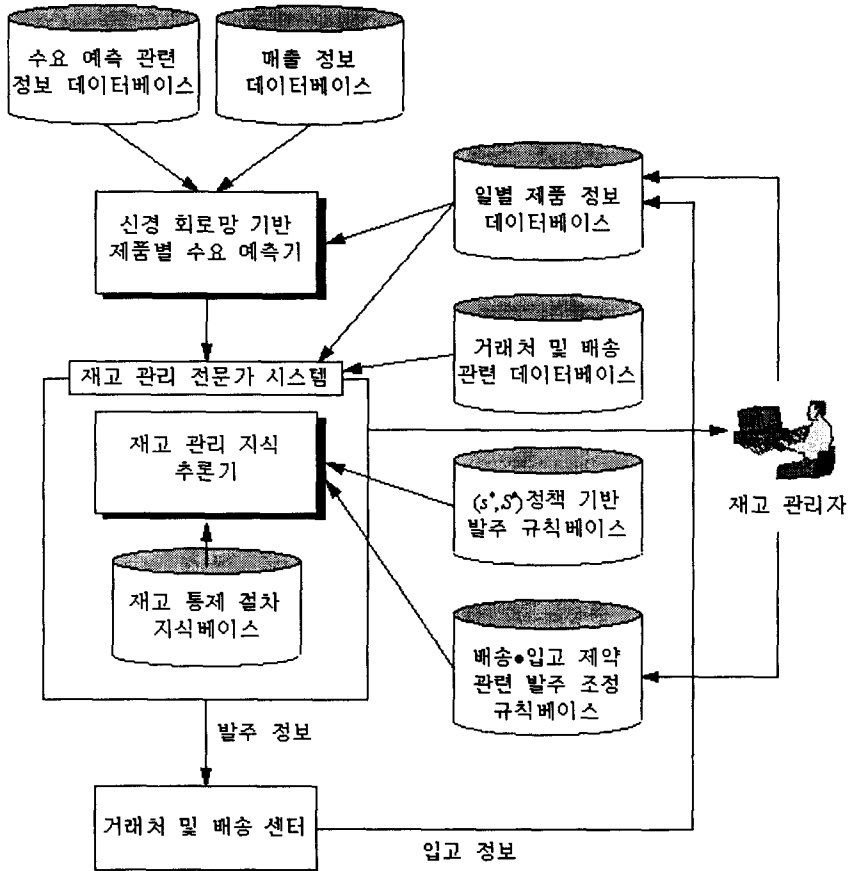 수요 예측 관련
정보 데이터베이스
매출 정보
데이터베이스
신경 회로망 기반
제품별 수요 예측기
일별 제품 정보
데이터베이스
거래처 및 배송
관련 데이터베이스
재고 관리 전문가 시스템
재고 관리 지식
추론기
(s*,S*)정책 기반
발주 규칙베이스
재고 관리자
재고 통제 절차
지식베이스
배송•입고 제약
관련 발주 조정
규칙베이스
발주 정보
거래처 및 배송 센터
입고 정보